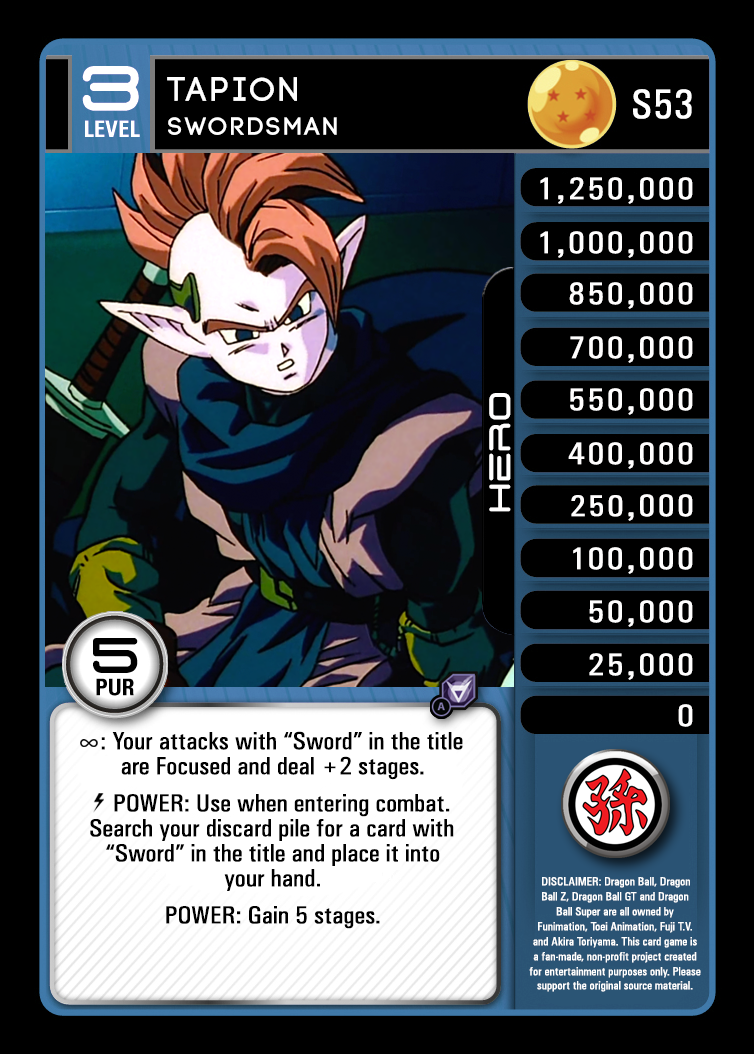 3
LEVEL
TAPION
SWORDSMAN
S53
1,250,000
1,000,000
850,000
700,000
550,000
400,000
250,000
100,000
50,000
25,000
0
HERO
5
PUR
A
∞: Your attacks with “Sword” in the title
are Focused and deal +2 stages.
POWER: Use when entering combat.
Search your discard pile for a card with
“Sword” in the title and place it into
your hand.
POWER: Gain 5 stages.
孫
DISCLAIMER: Dragon Ball, Dragon
Ball Z, Dragon Ball GT and Dragon
Ball Super are all owned by
Funimation, Toei Animation, Fuji T.V.
and Akira Toriyama. This card game is
a fan-made, non-profit project created
for entertainment purposes only. Please
support the original source material.